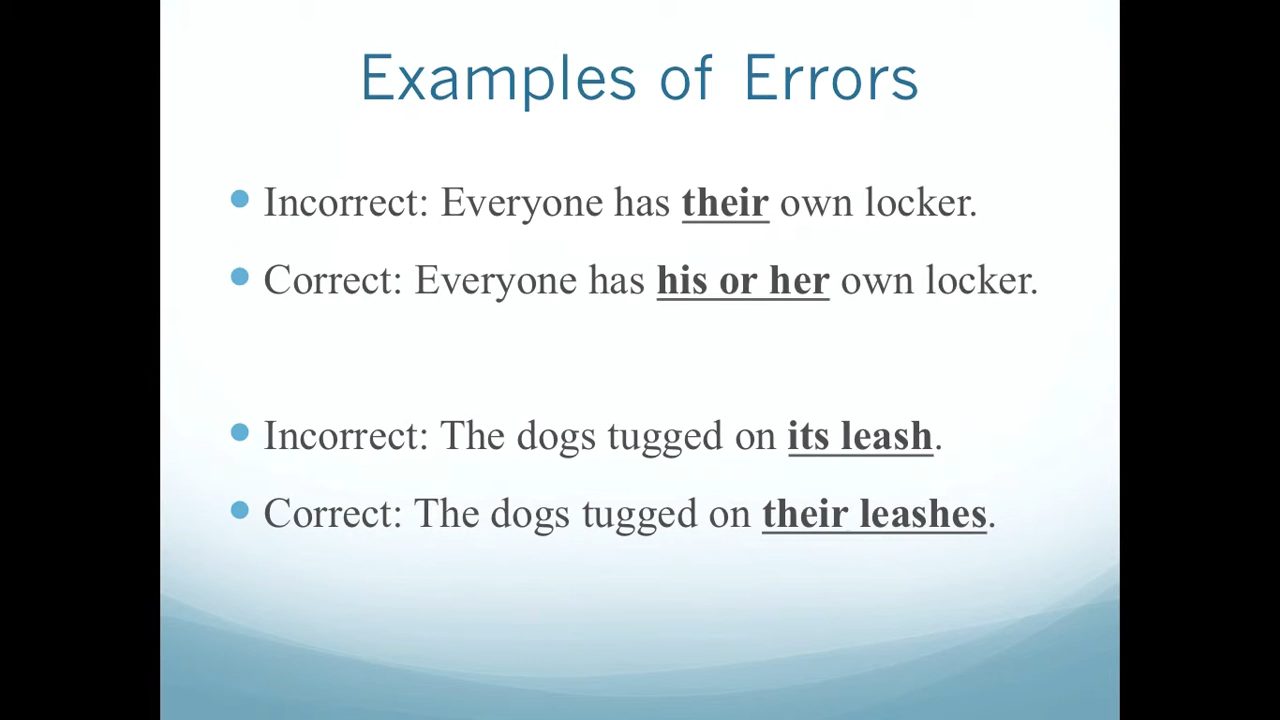 Examples of Errors
Incorrect: Everyone has their own locker.
Correct: Everyone has his or her own locker.
Incorrect: The dogs tugged on its leash.
Correct: The dogs tugged on their leashes.